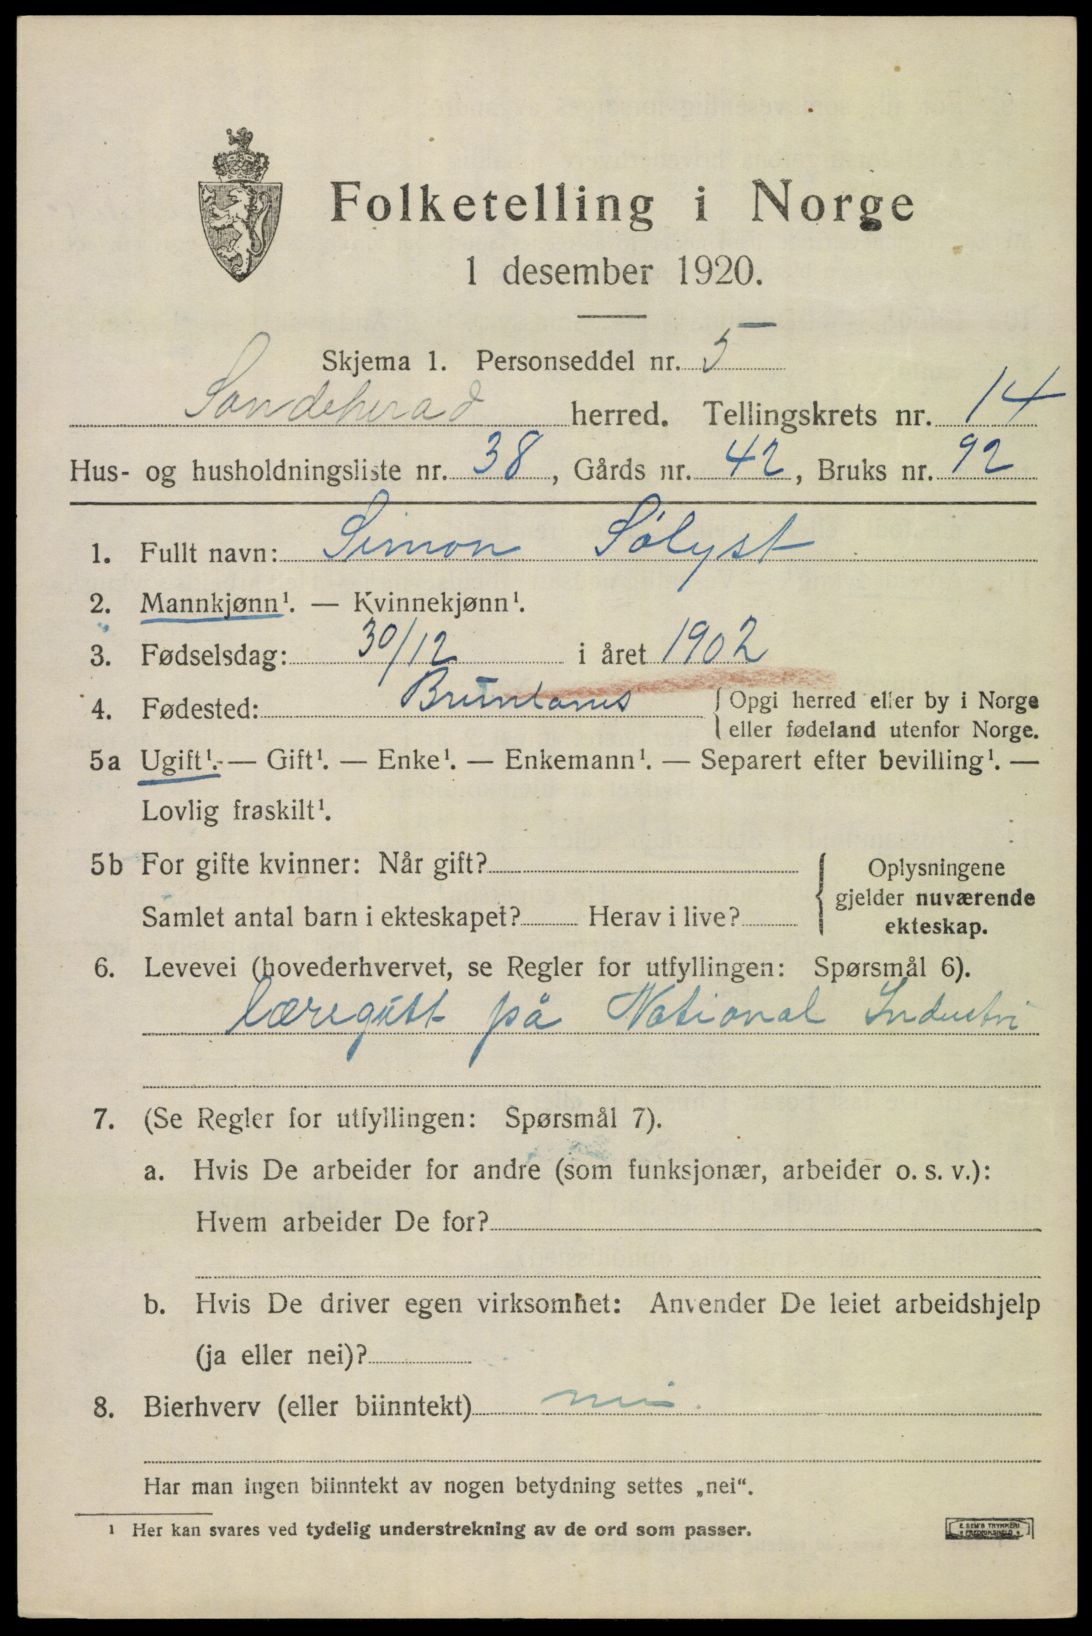 Folketelling i Norge
1 desember 1920.
Skjema 1. Personseddel nr. 5
Sandeherad herred. Tellingskrets nr. 14
Hus- og husholdningsliste nr. 38, Gårds nr. 42, Bruks nr. 92
1. Fullt navn: Simon Sölyst
2. Mannkjønn¹. — Kvinnekjønn¹.
3. Fødselsdag: 30/12 i året 1902
4. Fødested: Brunlanes { Opgi herred eller by i Norge
eller fødeland utenfor Norge.
5a Ugift¹. — Gift¹. — Enke¹. — Enkemann¹. — Separert efter bevilling¹. —
Lovlig fraskilt¹.
5b For gifte kvinner: Når gift?
Samlet antal barn i ekteskapet? Herav i live?
{ Oplysningene
gjelder nuværende
ekteskap.
6. Levevei (hovederhvervet, se Regler for utfyllingen: Spørsmål 6).
læregutt på National Industri
7. (Se Regler for utfyllingen: Spørsmål 7).
a. Hvis De arbeider for andre (som funksjonær, arbeider o. s. v.):
Hvem arbeider De for?
b. Hvis De driver egen virksomhet: Anvender De leiet arbeidshjelp
(ja eller nei)?
8. Bierhverv (eller biinntekt) nei.
Har man ingen biinntekt av nogen betydning settes „nei“.
¹ Her kan svares ved tydelig understrekning av de ord som passer.
E. SEM'S TRYKKERI
FREDRIKSHALD